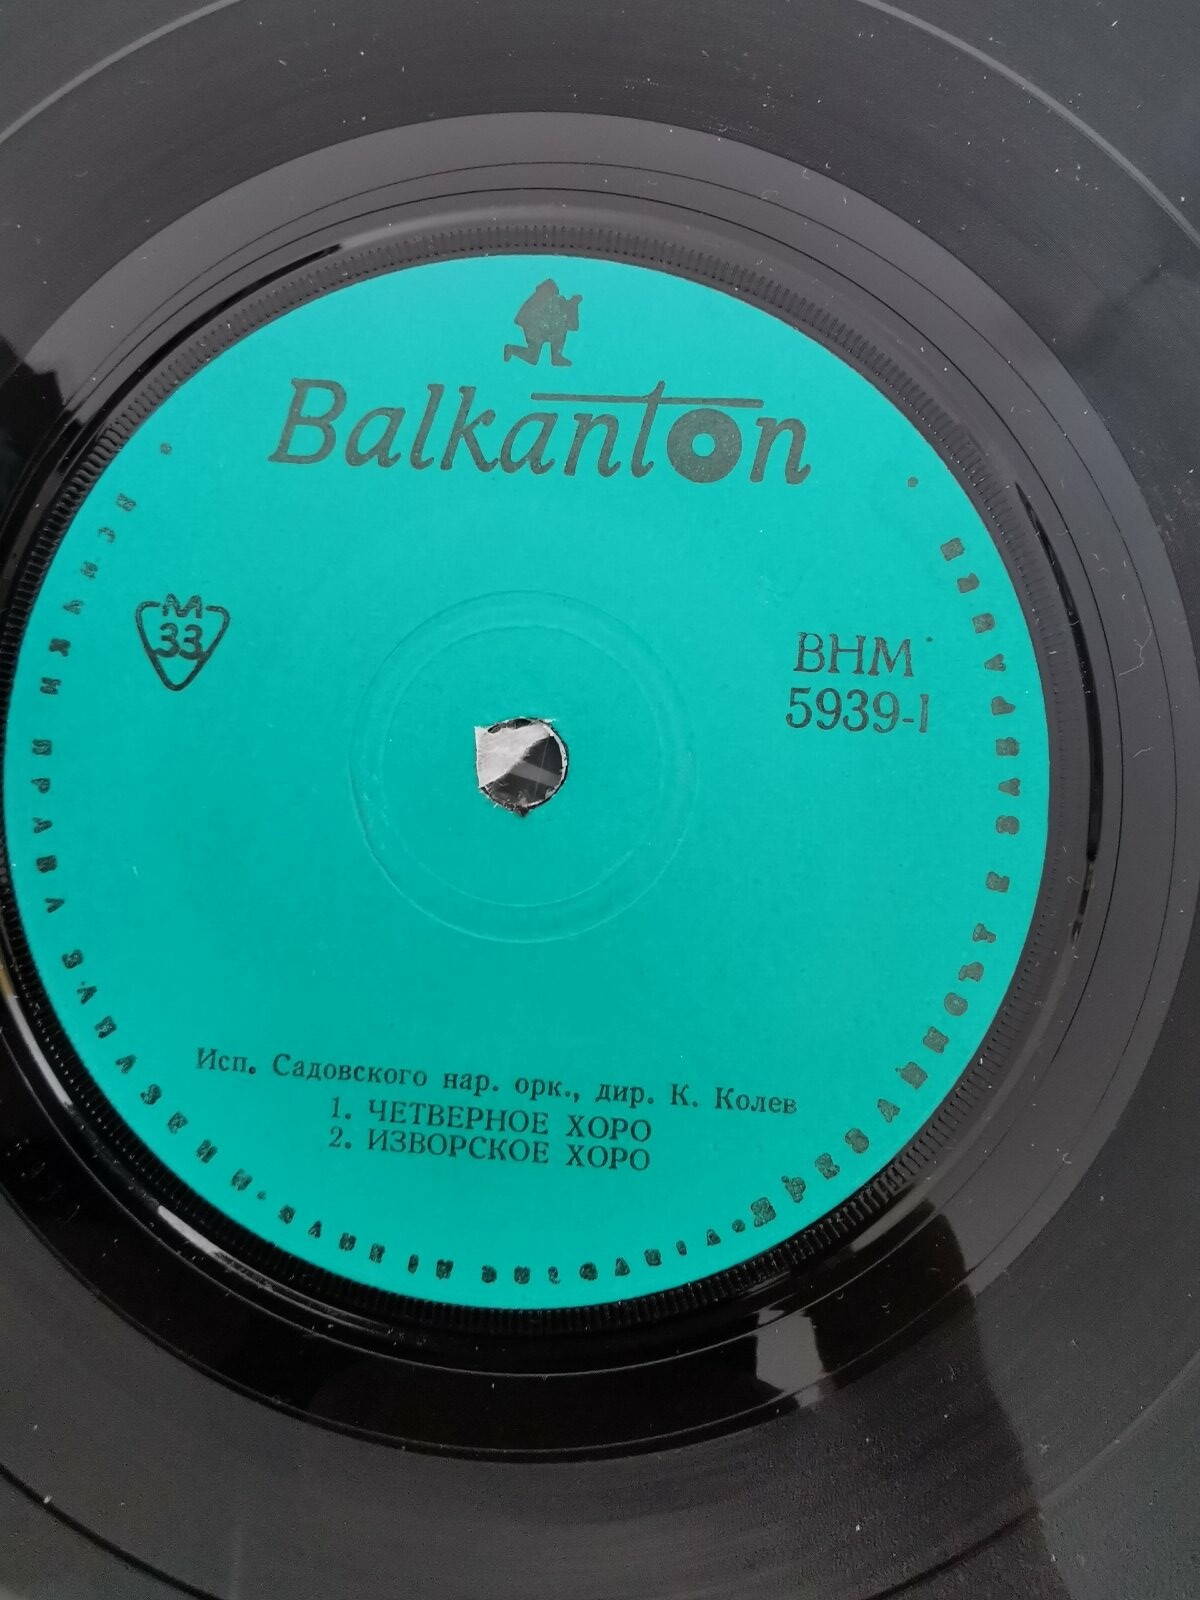 Balkanton
M
33
ВНМ
5939-I
Исп. Садовского нар. орк., дир. К. Колев
1. ЧЕТВЕРНОЕ ХОРО
2. ИЗВОРСКОЕ ХОРО